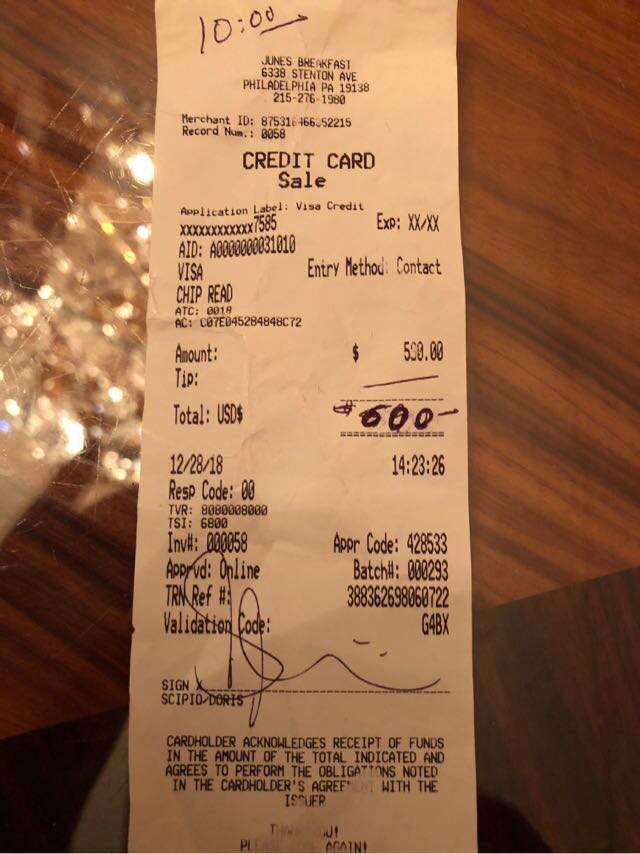 10:00
JUNES BREAKFAST
6338 STENTON AVE
PHILADELPHIA PA 19138
215-276-1980
Merchant ID:
Record Num.: 0058
CREDIT CARD
Sale
Application Label: Visa Credit
XXXXXXXXXXXX7585 Exp: XX/XX
AID: A0000000031010
VISA Entry Method: Contact
CHIP READ
ATC: 0018
AC: C07E045284848C72
Amount: $
Tip:
Total: USD$ $600-
12/28/18 14:23:26
Resp Code: 00
TVR: 8080008000
TSI: 6800
Inv#: 000058 Appr Code: 428533
Apprvd: Online Batch#: 000293
TRN Ref #: 388362698060722
Validation Code: G4BX
SIGN X
SCIPIO/DORIS
CARDHOLDER ACKNOWLEDGES RECEIPT OF FUNDS
IN THE AMOUNT OF THE TOTAL INDICATED AND
AGREES TO PERFORM THE OBLIGATIONS NOTED
IN THE CARDHOLDER'S AGREEMENT WITH THE
ISSUER
AGAIN!